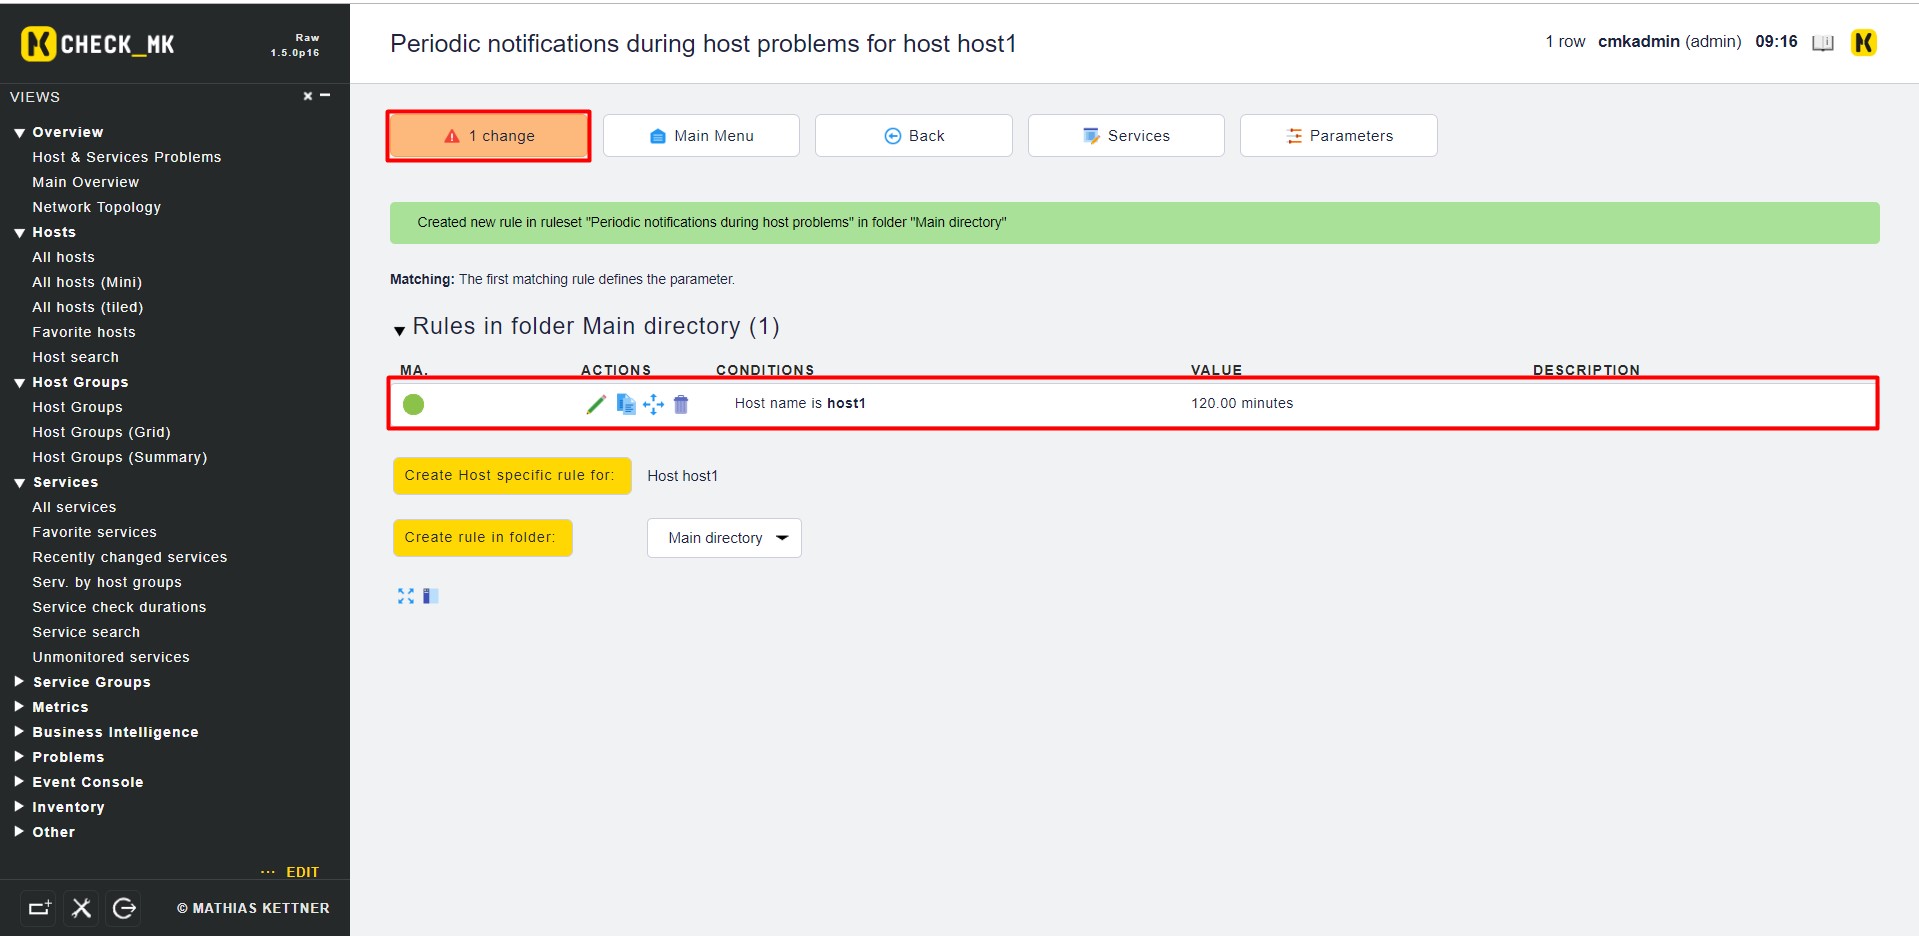 CHECK_MK
Raw
1.5.0p16
Periodic notifications during host problems for host host1
1 row cmkadmin (admin) 09:16
VIEWS
Overview
Host & Services Problems
Main Overview
Network Topology
Hosts
All hosts
All hosts (Mini)
All hosts (tiled)
Favorite hosts
Host search
Host Groups
Host Groups
Host Groups (Grid)
Host Groups (Summary)
Services
All services
Favorite services
Recently changed services
Serv. by host groups
Service check durations
Service search
Unmonitored services
Service Groups
Metrics
Business Intelligence
Problems
Event Console
Inventory
Other
... EDIT
© MATHIAS KETTNER
1 change
Main Menu
Back
Services
Parameters
Created new rule in ruleset "Periodic notifications during host problems" in folder "Main directory"
Matching: The first matching rule defines the parameter.
Rules in folder Main directory (1)
MA. ACTIONS CONDITIONS VALUE DESCRIPTION
Host name is host1 120.00 minutes
Create Host specific rule for: Host host1
Create rule in folder: Main directory